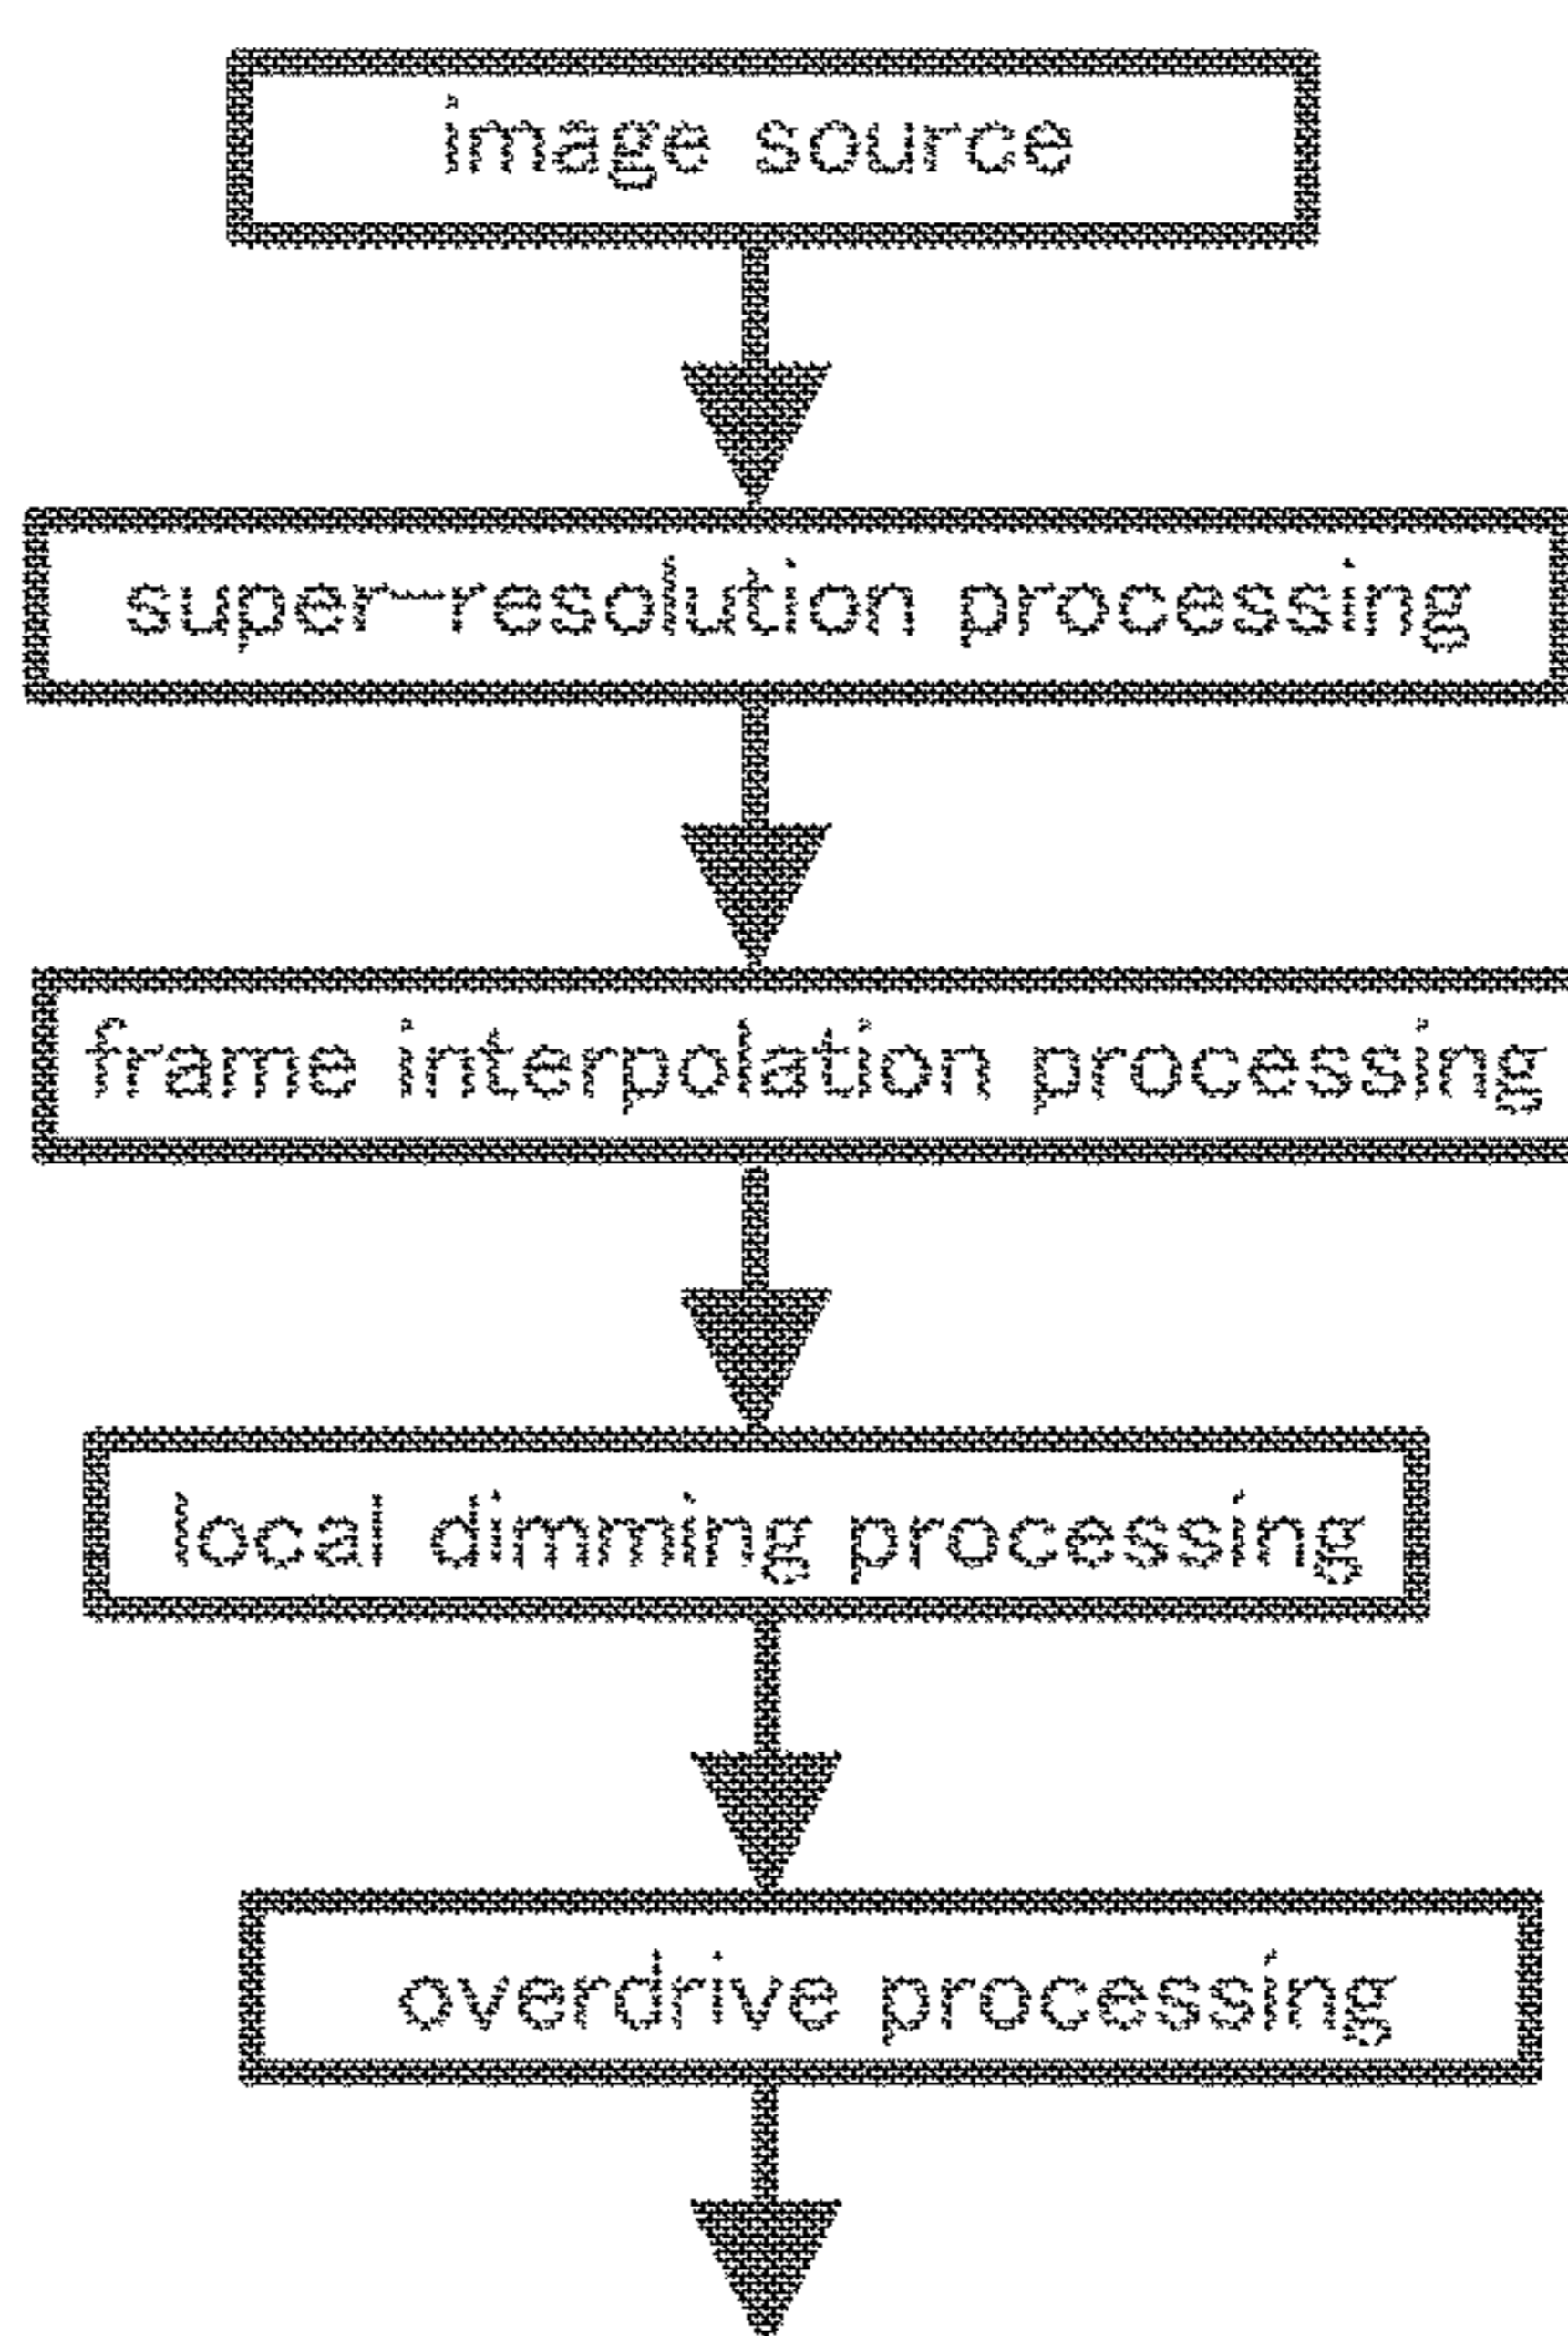 image source
super-resolution processing
frame interpolation processing
local dimming processing
overdrive processing